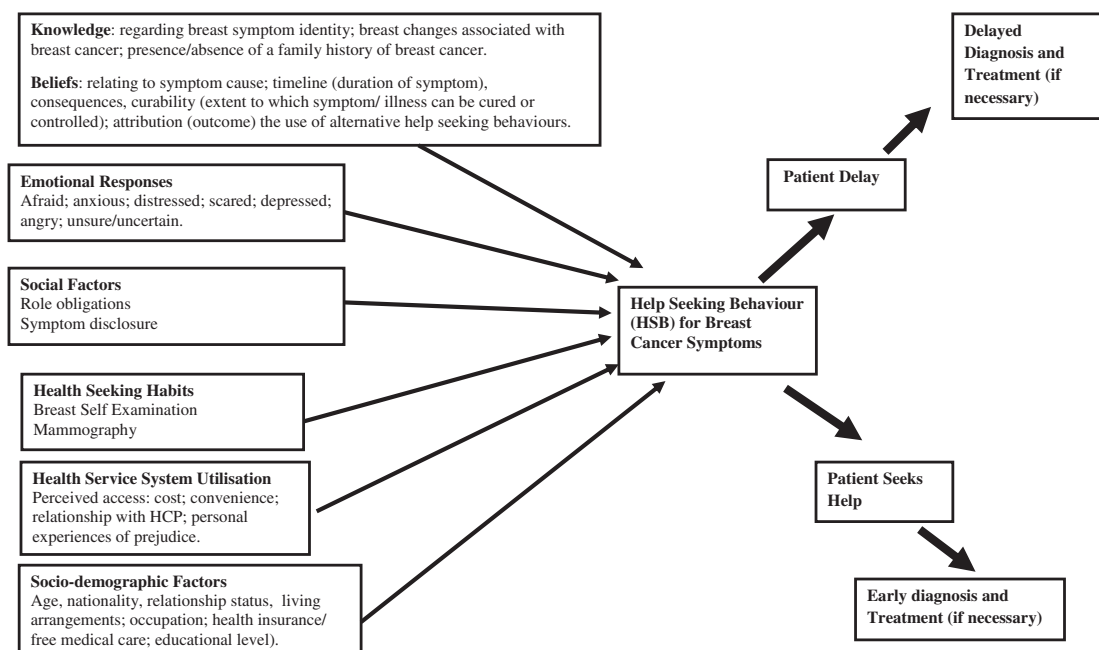 Knowledge: regarding breast symptom identity; breast changes associated with
breast cancer; presence/absence of a family history of breast cancer.
Beliefs: relating to symptom cause; timeline (duration of symptom),
consequences, curability (extent to which symptom/ illness can be cured or
controlled); attribution (outcome) the use of alternative help seeking behaviours.
Emotional Responses
Afraid; anxious; distressed; scared; depressed;
angry; unsure/uncertain.
Social Factors
Role obligations
Symptom disclosure
Health Seeking Habits
Breast Self Examination
Mammography
Health Service System Utilisation
Perceived access: cost; convenience;
relationship with HCP; personal
experiences of prejudice.
Socio-demographic Factors
Age, nationality, relationship status, living
arrangements; occupation; health insurance/
free medical care; educational level).
Help Seeking Behaviour
(HSB) for Breast
Cancer Symptoms
Patient Delay
Delayed
Diagnosis and
Treatment (if
necessary)
Patient Seeks
Help
Early diagnosis and
Treatment (if necessary)